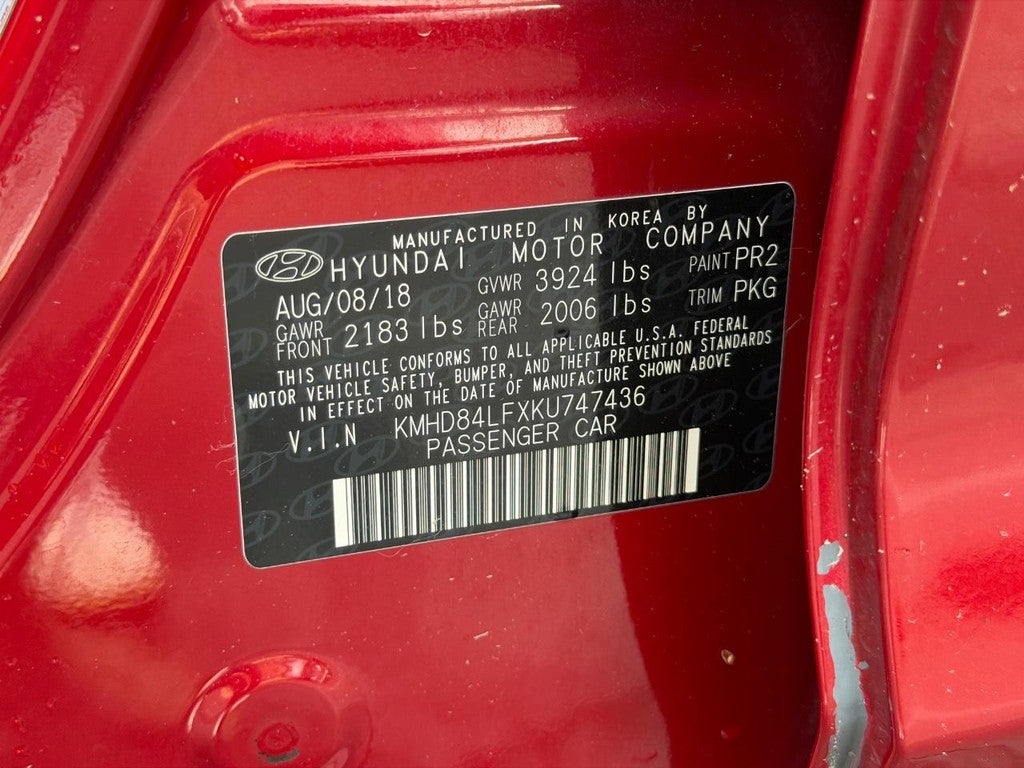 MANUFACTURED IN KOREA BY
HYUNDAI MOTOR COMPANY
AUG/08/18 GVWR 3924 lbs PAINT PR2
GAWR FRONT 2183 lbs GAWR REAR 2006 lbs TRIM PKG
THIS VEHICLE CONFORMS TO ALL APPLICABLE U.S.A. FEDERAL
MOTOR VEHICLE SAFETY, BUMPER, AND THEFT PREVENTION STANDARDS
IN EFFECT ON THE DATE OF MANUFACTURE SHOWN ABOVE
V.I.N KMHD84LFXKU747436
PASSENGER CAR